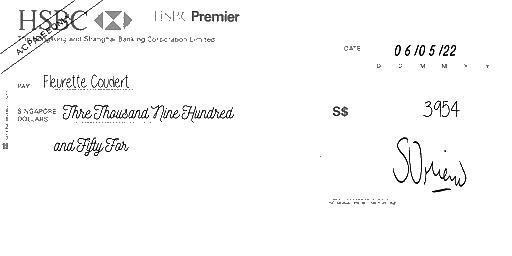 HSBC HSBC Premier
The Hongkong and Shanghai Banking Corporation Limited
A/C PAYEE ONLY
DATE 06/05/22
D D M M Y Y
PAY Fleurette Coudert
SINGAPORE DOLLARS Thre Thousand Nine Hundred
and Fifty For
S$ 3954